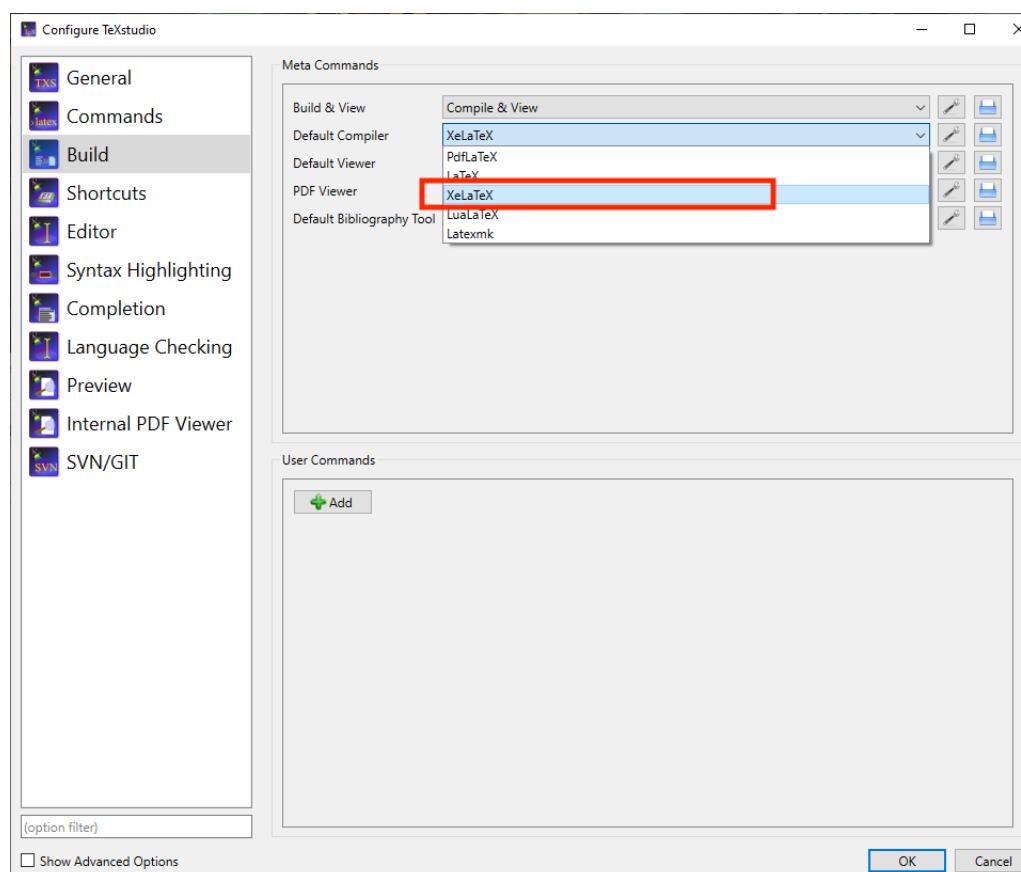 Configure TeXstudio
General
Commands
Build
Shortcuts
Editor
Syntax Highlighting
Completion
Language Checking
Preview
Internal PDF Viewer
SVN/GIT
(option filter)
Show Advanced Options
Meta Commands
Build & View Compile & View
Default Compiler XeLaTeX
Default Viewer PdfLaTeX
LaTeX
PDF Viewer XeLaTeX
Default Bibliography Tool LuaLaTeX
Latexmk
User Commands
Add
OK Cancel